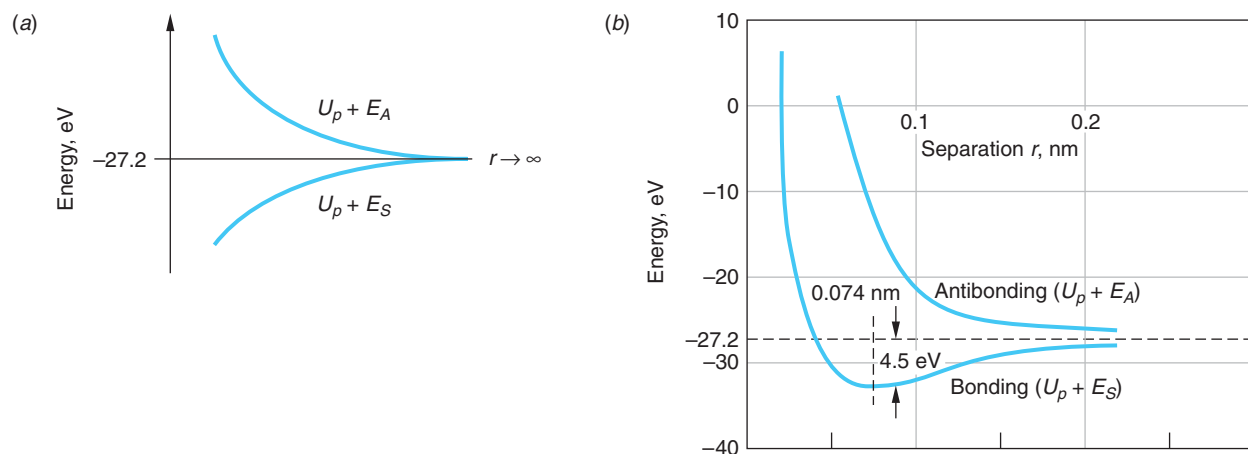 (a)
Energy, eV
U_p + E_A
–27.2
r → ∞
U_p + E_S
(b)
Energy, eV
10
0
0.1
0.2
Separation r, nm
–10
–20
0.074 nm
Antibonding (U_p + E_A)
–27.2
–30
4.5 eV
Bonding (U_p + E_S)
–40